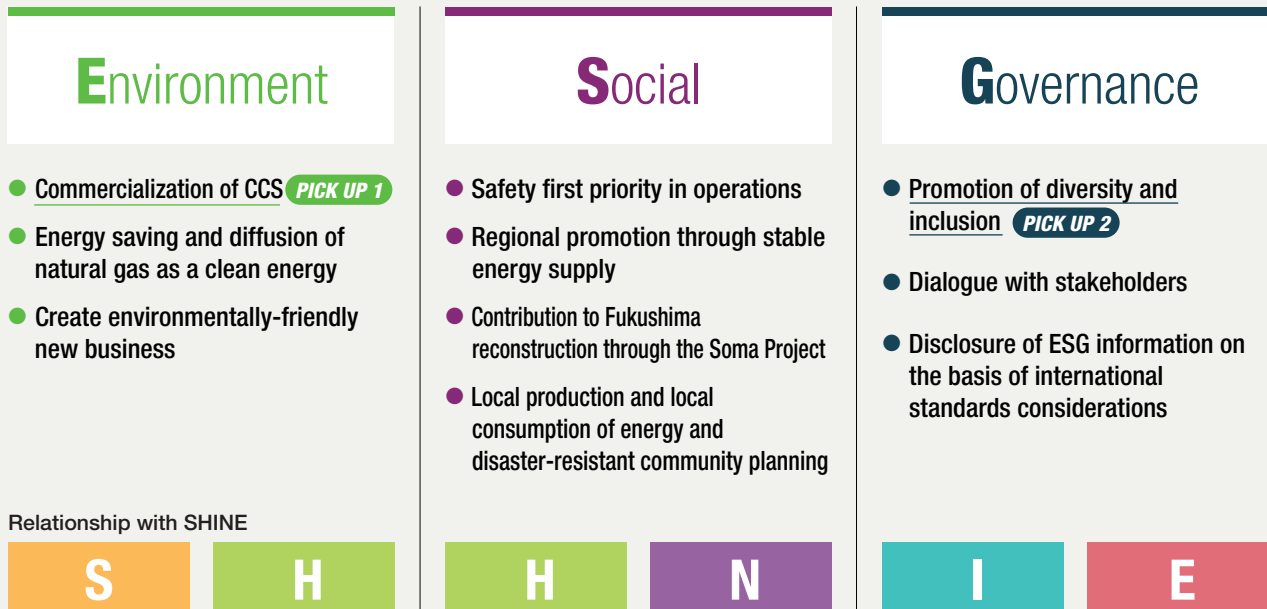 Environment
● Commercialization of CCS PICK UP 1
● Energy saving and diffusion of
natural gas as a clean energy
● Create environmentally-friendly
new business
Relationship with SHINE
S H
Social
● Safety first priority in operations
● Regional promotion through stable
energy supply
● Contribution to Fukushima
reconstruction through the Soma Project
● Local production and local
consumption of energy and
disaster-resistant community planning
H N
Governance
● Promotion of diversity and
inclusion PICK UP 2
● Dialogue with stakeholders
● Disclosure of ESG information on
the basis of international
standards considerations
I E